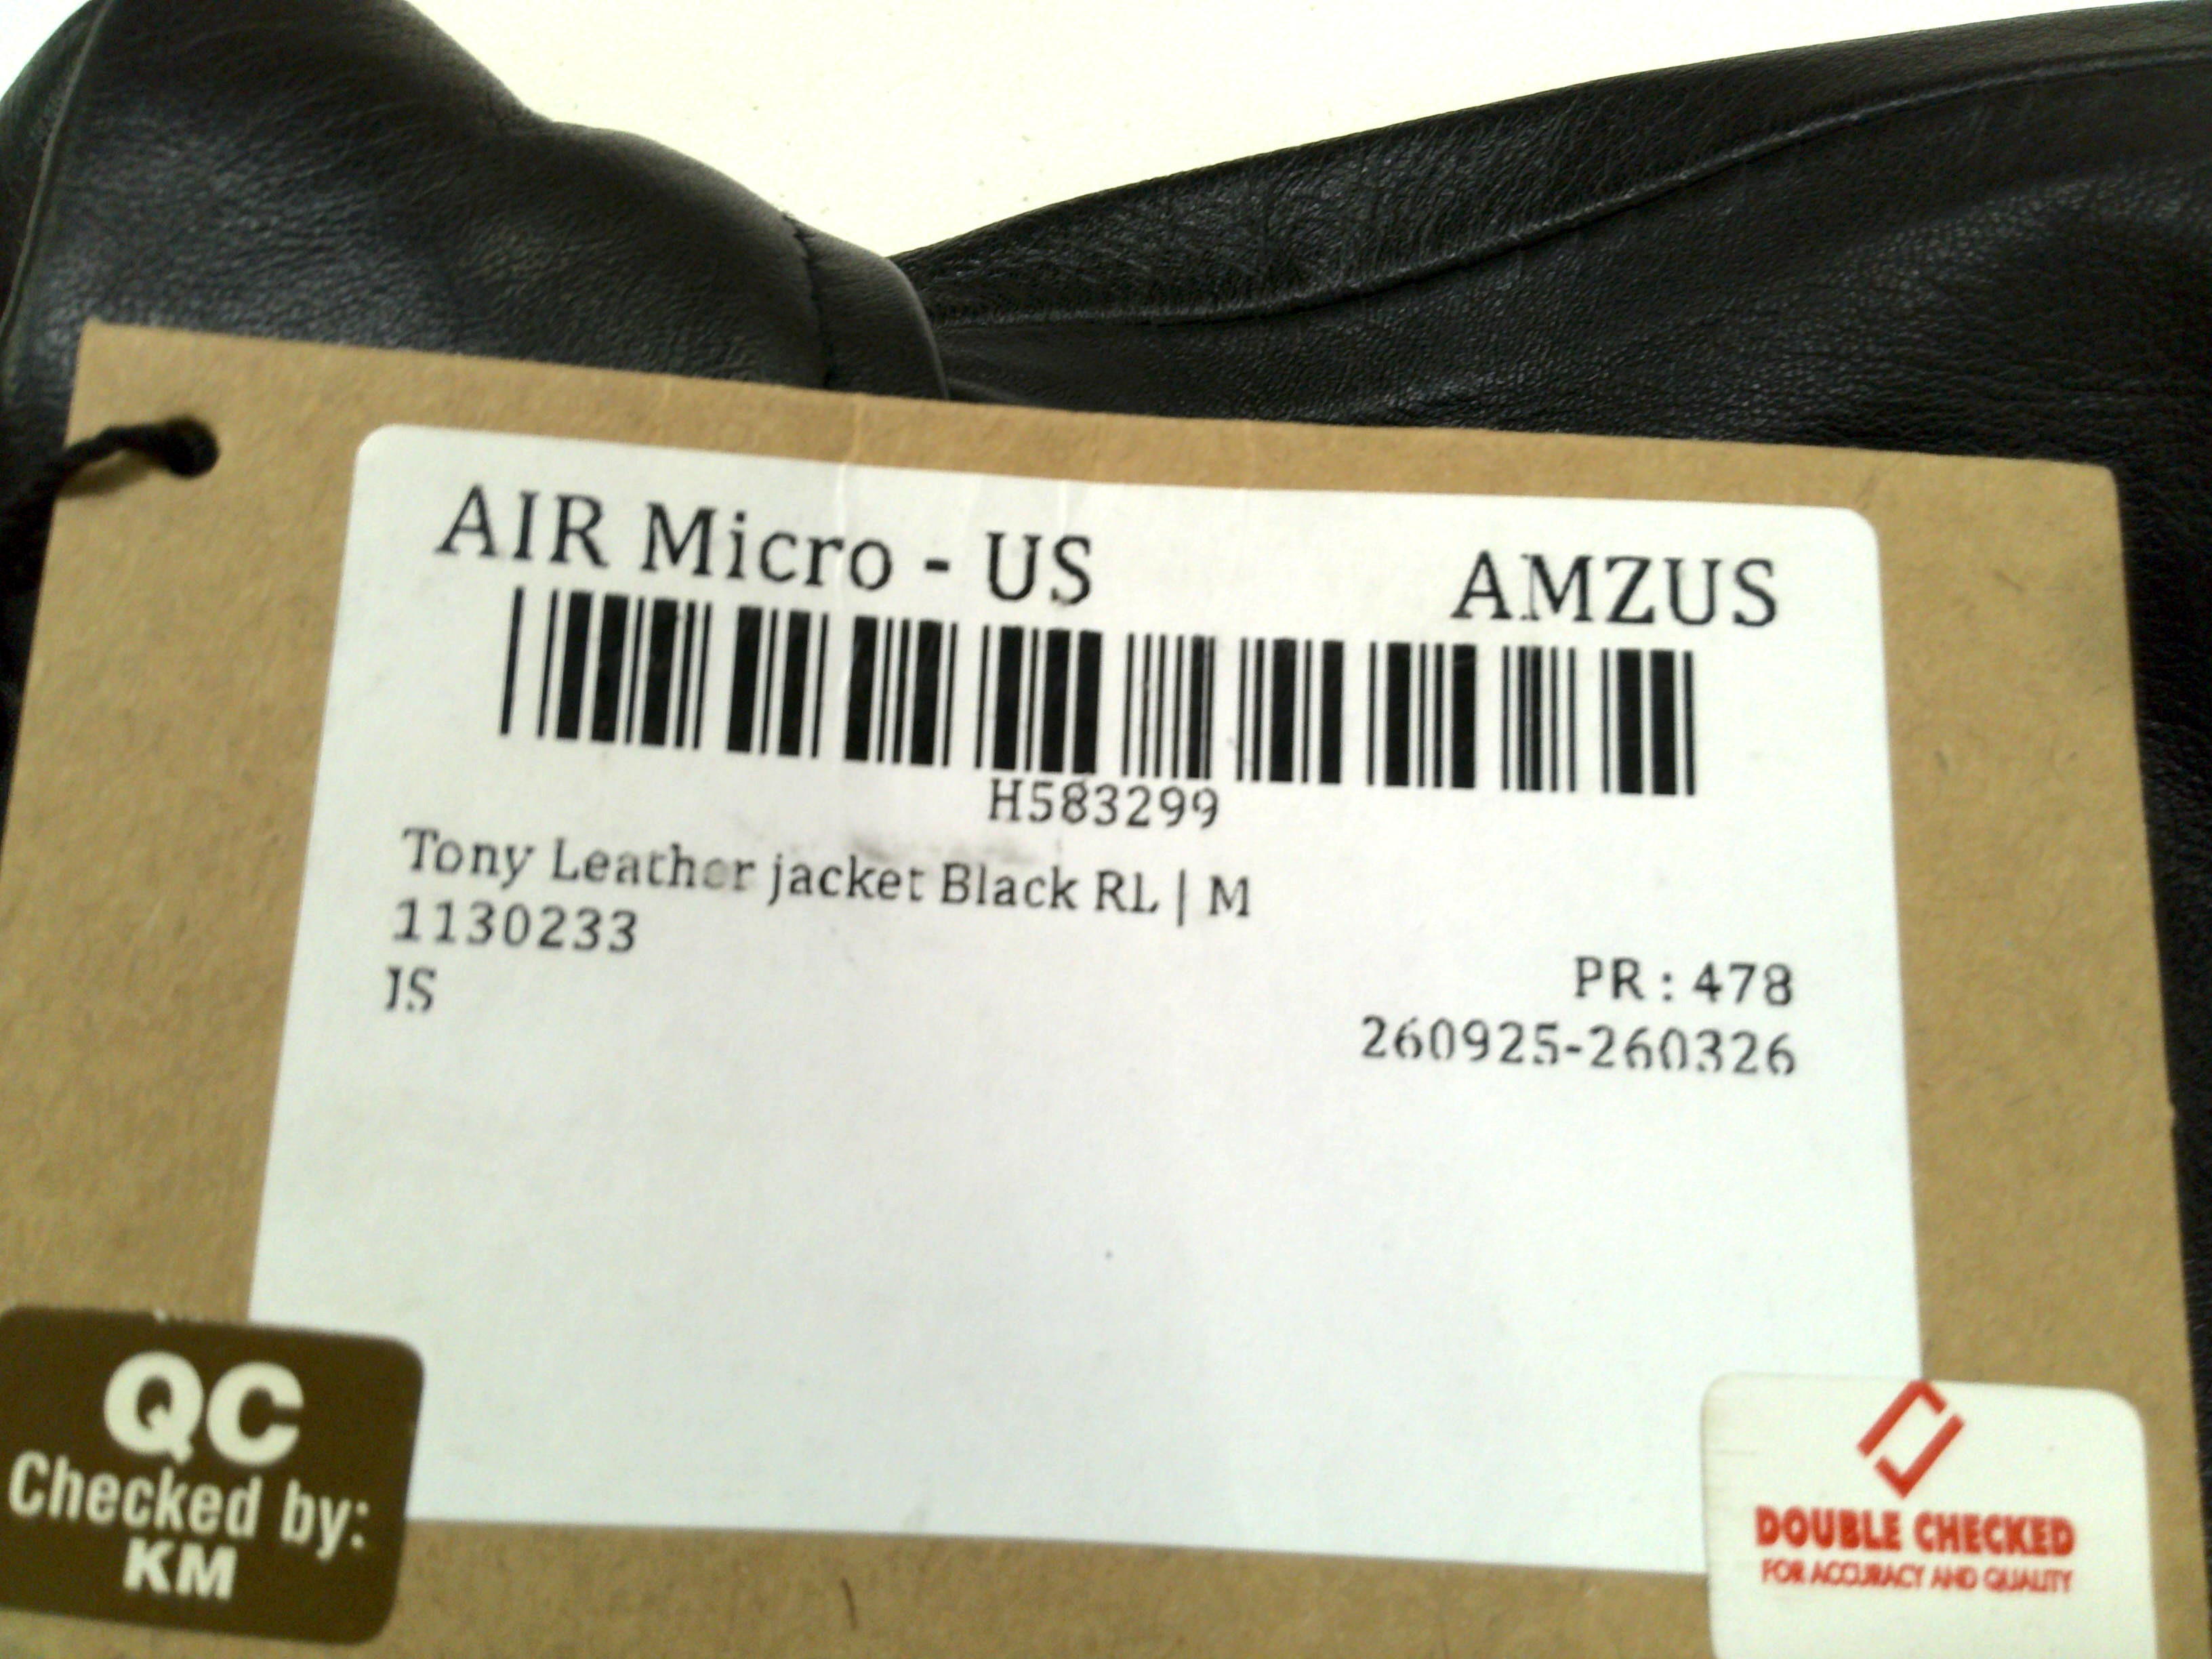 AIR Micro - US AMZUS
H583299
Tony Leather jacket Black RL | M
1130233
IS
PR : 478
260925-260326
QC
Checked by:
KM
DOUBLE CHECKED
FOR ACCURACY AND QUALITY